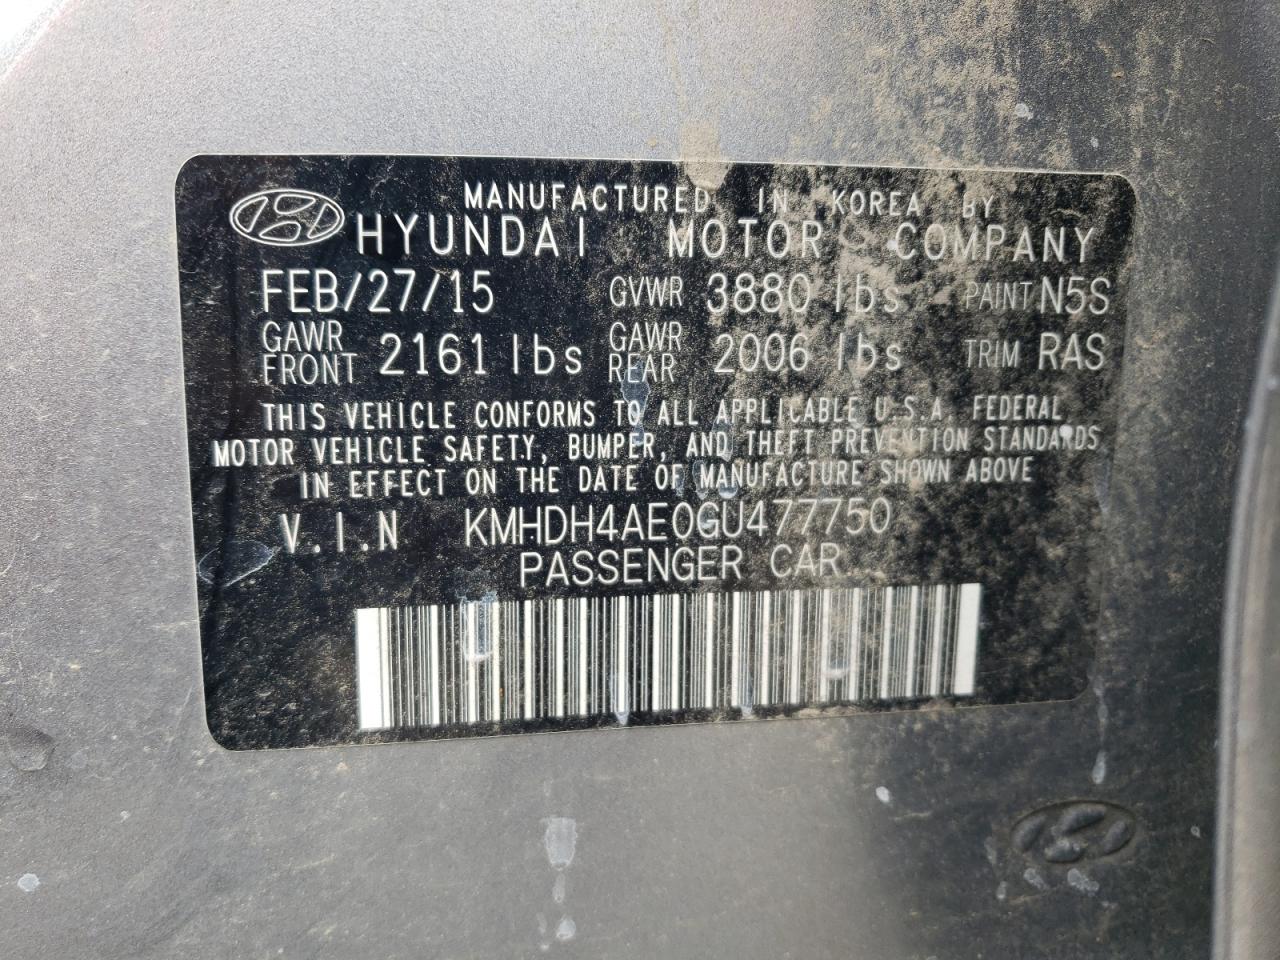 MANUFACTURED IN KOREA BY
HYUNDAI MOTOR COMPANY
FEB/27/15 GVWR 3880 lbs PAINT N5S
GAWR FRONT 2161 lbs GAWR REAR 2006 lbs TRIM RAS
THIS VEHICLE CONFORMS TO ALL APPLICABLE U.S.A. FEDERAL
MOTOR VEHICLE SAFETY, BUMPER, AND THEFT PREVENTION STANDARDS
IN EFFECT ON THE DATE OF MANUFACTURE SHOWN ABOVE
V.I.N KMHDH4AE0GU477750
PASSENGER CAR